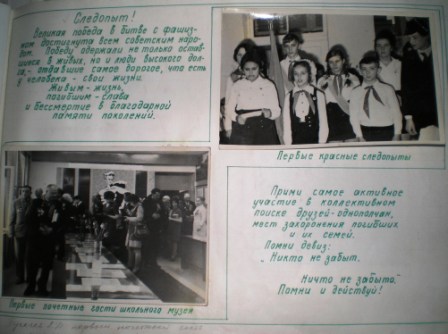 Следопыт!
Великая победа в битве с фашиз-
мом достигнута всем советским наро-
дом. Победу одержали не только остав-
шиеся в живых, но и люди высокого дол-
га, - отдавшие самое дорогое, что есть
у человека - свои жизни.
Живым - жизнь,
погибшим - слава
и бессмертие в благодарной
памяти поколений.
Первые красные следопыты
Прими самое активное
участие в коллективном
поиске друзей-однополчан,
мест захоронения погибших
и их семей.
Помни девиз:
"Никто не забыт,
Ничто не забыто."
Помни и действуй!
Первые почетные гости школьного музея